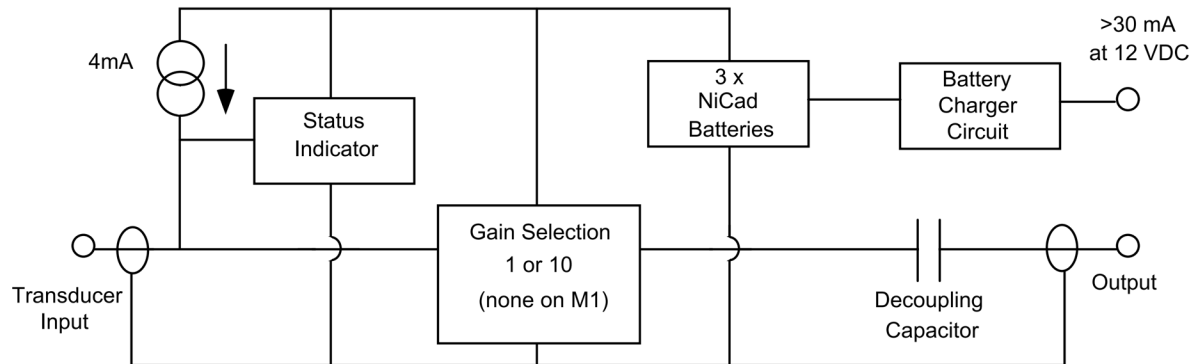 >30 mA
at 12 VDC
4mA
3 x
NiCad
Batteries
Battery
Charger
Circuit
Status
Indicator
Gain Selection
1 or 10
(none on M1)
Transducer
Input
Decoupling
Capacitor
Output